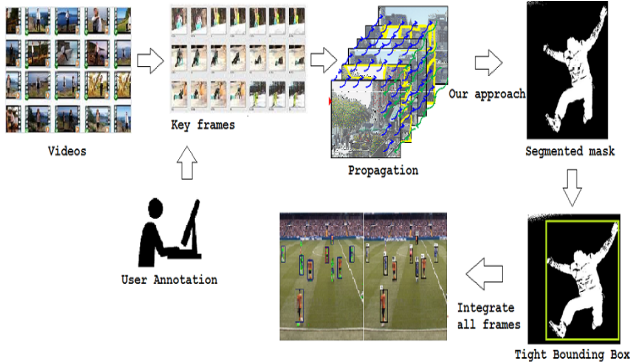 Videos
Key frames
Propagation
Our approach
Segmented mask
User Annotation
Integrate
all frames
Tight Bounding Box